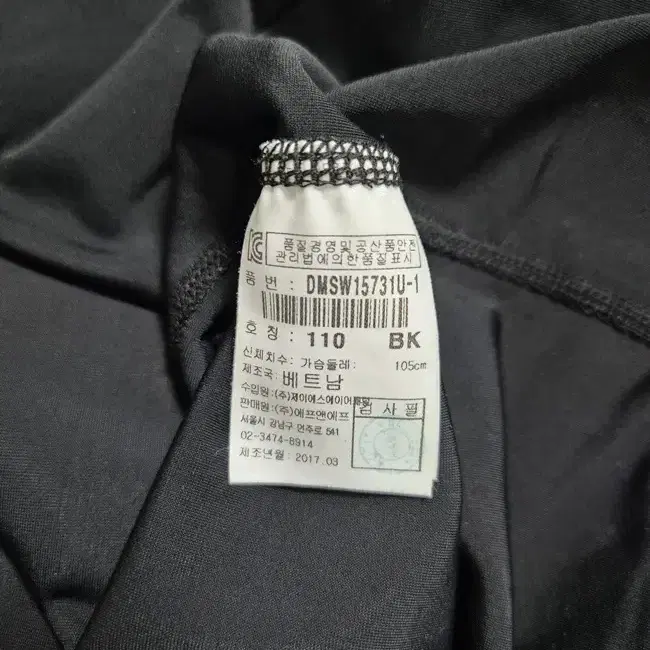 품질경영및공산품안전
관리법에의한품질표시
품 번 : DMSW15731U-1
호 칭 : 110 BK
신체치수: 가슴둘레: 105cm
제조국: 베트남
수입원:(주)제이에스에이어패럴
판매원:(주)에프앤에프
검사필
서울시 강남구 언주로 541
02-3474-8914
제조년월: 2017.03